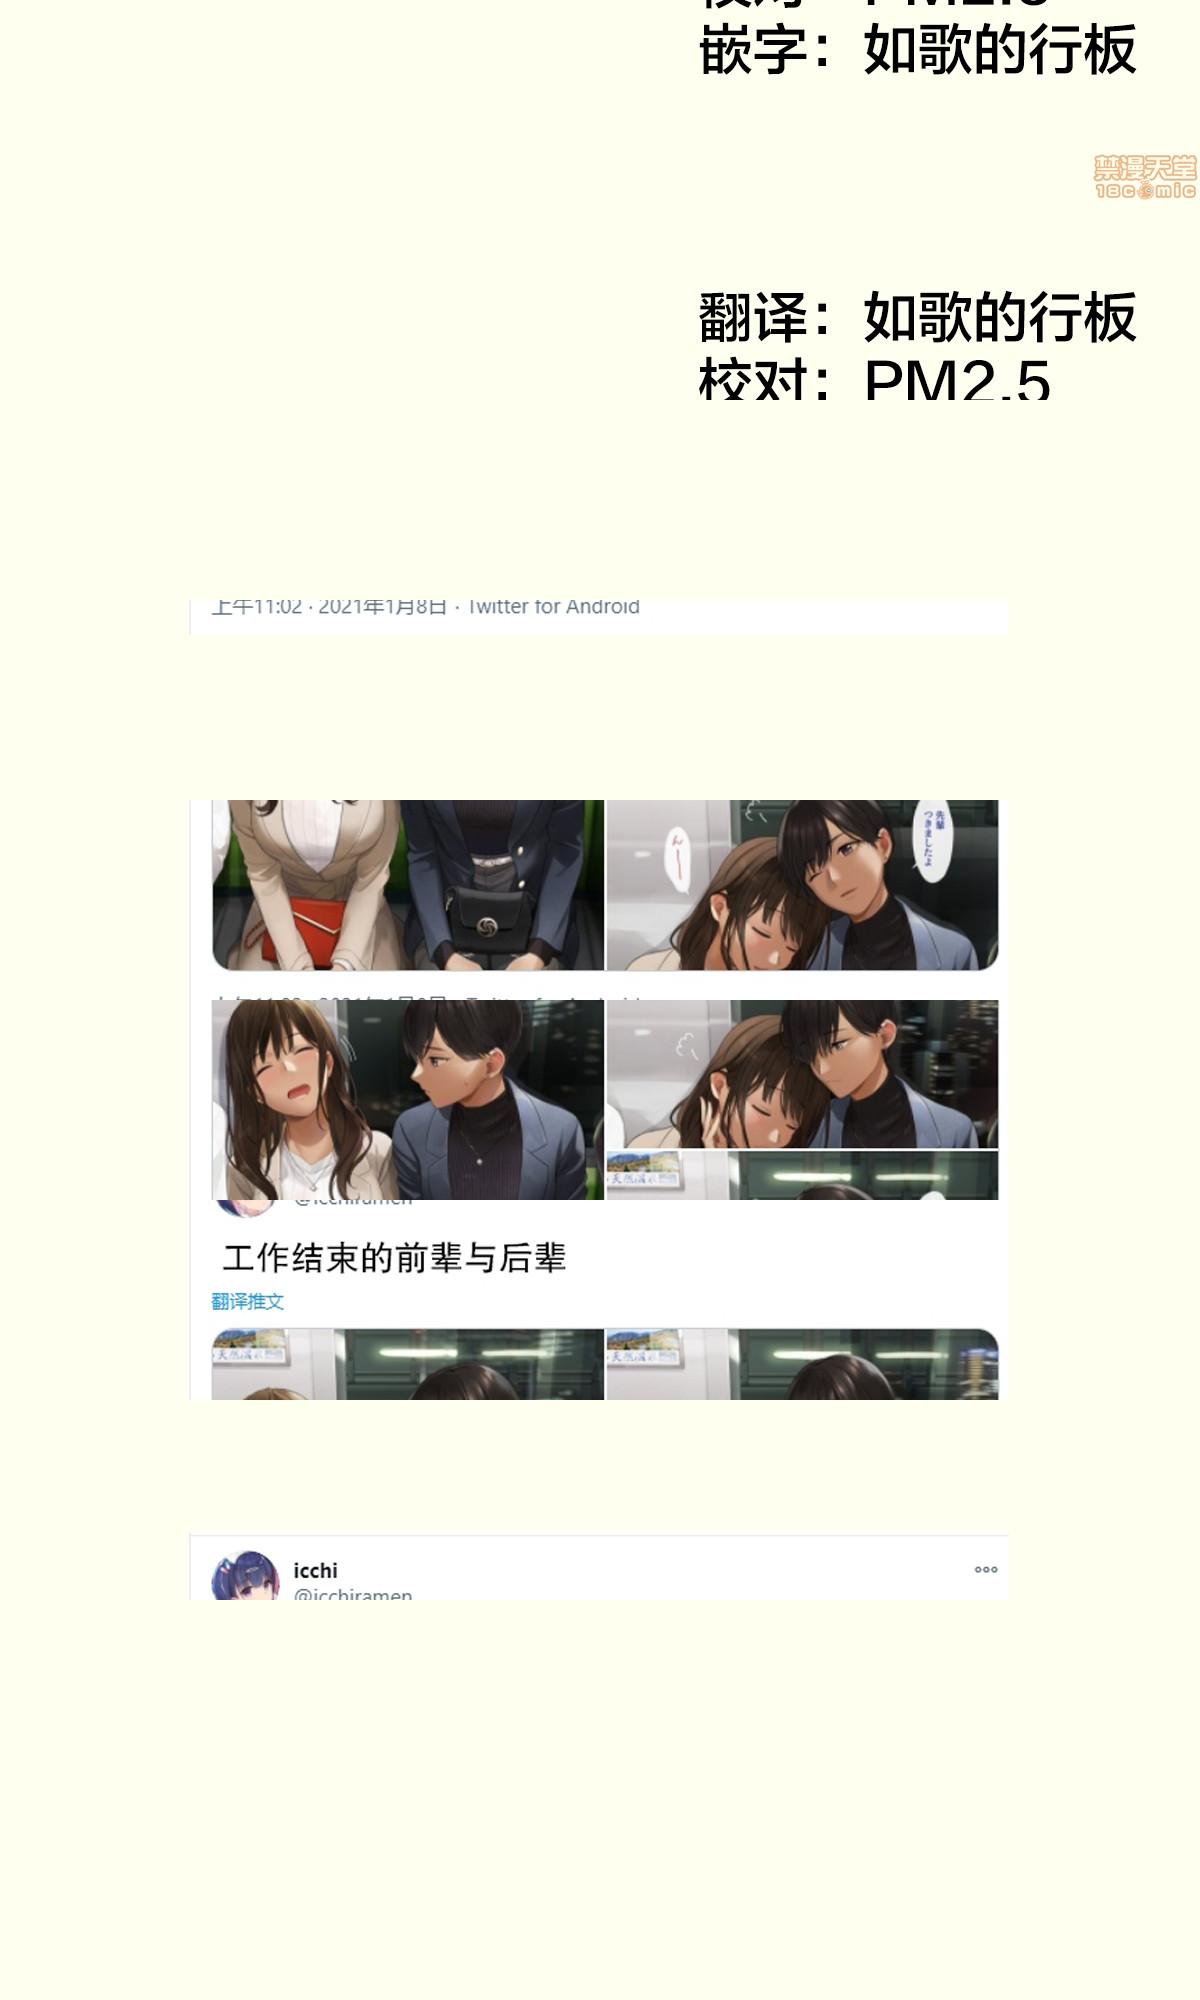 嵌字：如歌的行板
禁漫天堂
18comic
翻译：如歌的行板
校对：PM2.5
上午11:02 · 2021年1月8日 · Twitter for Android
んー
先輩
つきましたよ
@icchiramen
工作结束的前辈与后辈
翻译推文
icchi
@icchiramen